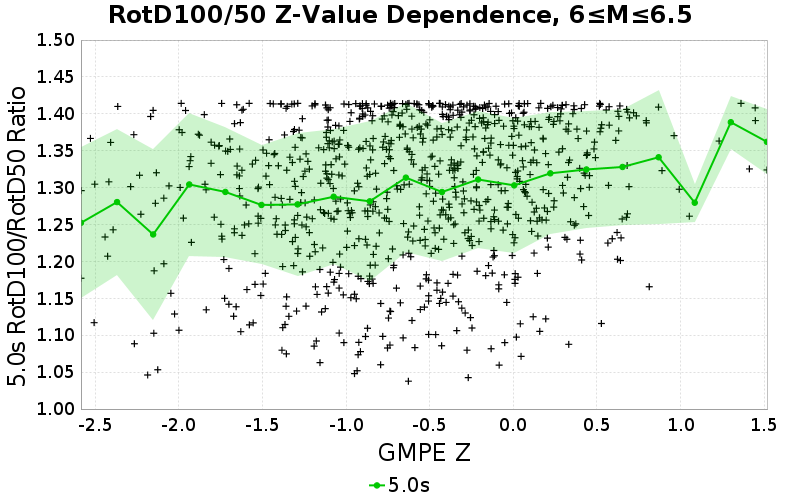 RotD100/50 Z-Value Dependence, 6≤M≤6.5
5.0s RotD100/RotD50 Ratio
1.50
1.45
1.40
1.35
1.30
1.25
1.20
1.15
1.10
1.05
1.00
-2.5 -2.0 -1.5 -1.0 -0.5 0.0 0.5 1.0 1.5
GMPE Z
5.0s